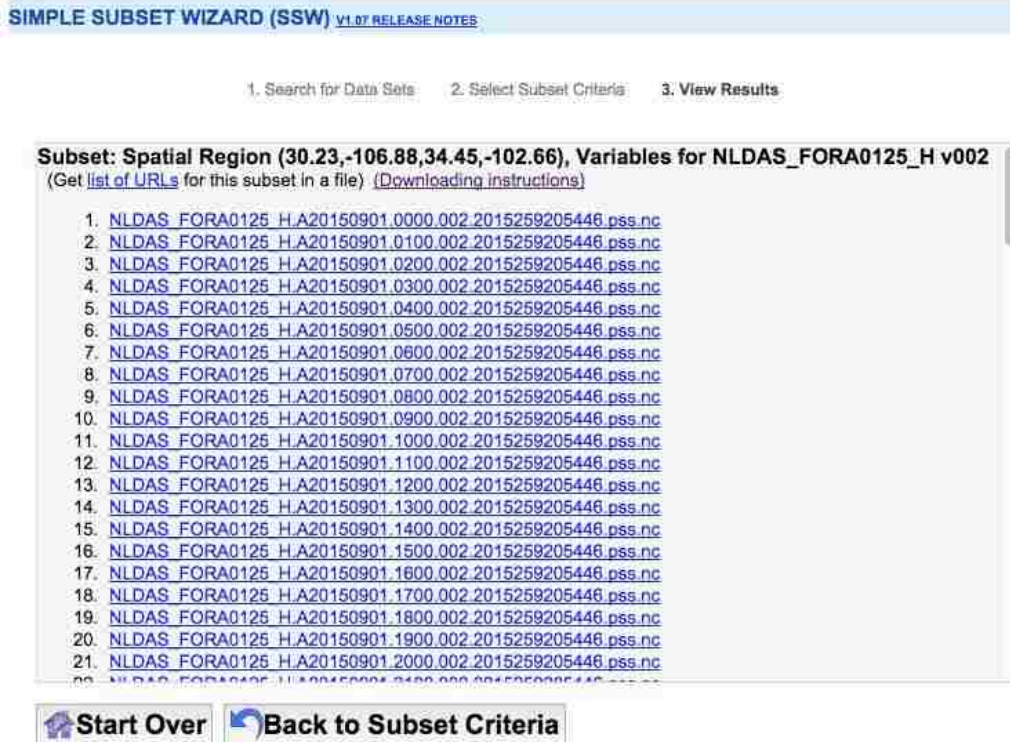 SIMPLE SUBSET WIZARD (SSW) V1.07 RELEASE NOTES
1. Search for Data Sets 2. Select Subset Criteria 3. View Results
Subset: Spatial Region (30.23,-106.88,34.45,-102.66), Variables for NLDAS_FORA0125_H v002
(Get list of URLs for this subset in a file) (Downloading instructions)
1. NLDAS_FORA0125_H.A20150901.0000.002.2015259205446.pss.nc
2. NLDAS_FORA0125_H.A20150901.0100.002.2015259205446.pss.nc
3. NLDAS_FORA0125_H.A20150901.0200.002.2015259205446.pss.nc
4. NLDAS_FORA0125_H.A20150901.0300.002.2015259205446.pss.nc
5. NLDAS_FORA0125_H.A20150901.0400.002.2015259205446.pss.nc
6. NLDAS_FORA0125_H.A20150901.0500.002.2015259205446.pss.nc
7. NLDAS_FORA0125_H.A20150901.0600.002.2015259205446.pss.nc
8. NLDAS_FORA0125_H.A20150901.0700.002.2015259205446.pss.nc
9. NLDAS_FORA0125_H.A20150901.0800.002.2015259205446.pss.nc
10. NLDAS_FORA0125_H.A20150901.0900.002.2015259205446.pss.nc
11. NLDAS_FORA0125_H.A20150901.1000.002.2015259205446.pss.nc
12. NLDAS_FORA0125_H.A20150901.1100.002.2015259205446.pss.nc
13. NLDAS_FORA0125_H.A20150901.1200.002.2015259205446.pss.nc
14. NLDAS_FORA0125_H.A20150901.1300.002.2015259205446.pss.nc
15. NLDAS_FORA0125_H.A20150901.1400.002.2015259205446.pss.nc
16. NLDAS_FORA0125_H.A20150901.1500.002.2015259205446.pss.nc
17. NLDAS_FORA0125_H.A20150901.1600.002.2015259205446.pss.nc
18. NLDAS_FORA0125_H.A20150901.1700.002.2015259205446.pss.nc
19. NLDAS_FORA0125_H.A20150901.1800.002.2015259205446.pss.nc
20. NLDAS_FORA0125_H.A20150901.1900.002.2015259205446.pss.nc
21. NLDAS_FORA0125_H.A20150901.2000.002.2015259205446.pss.nc
Start Over Back to Subset Criteria